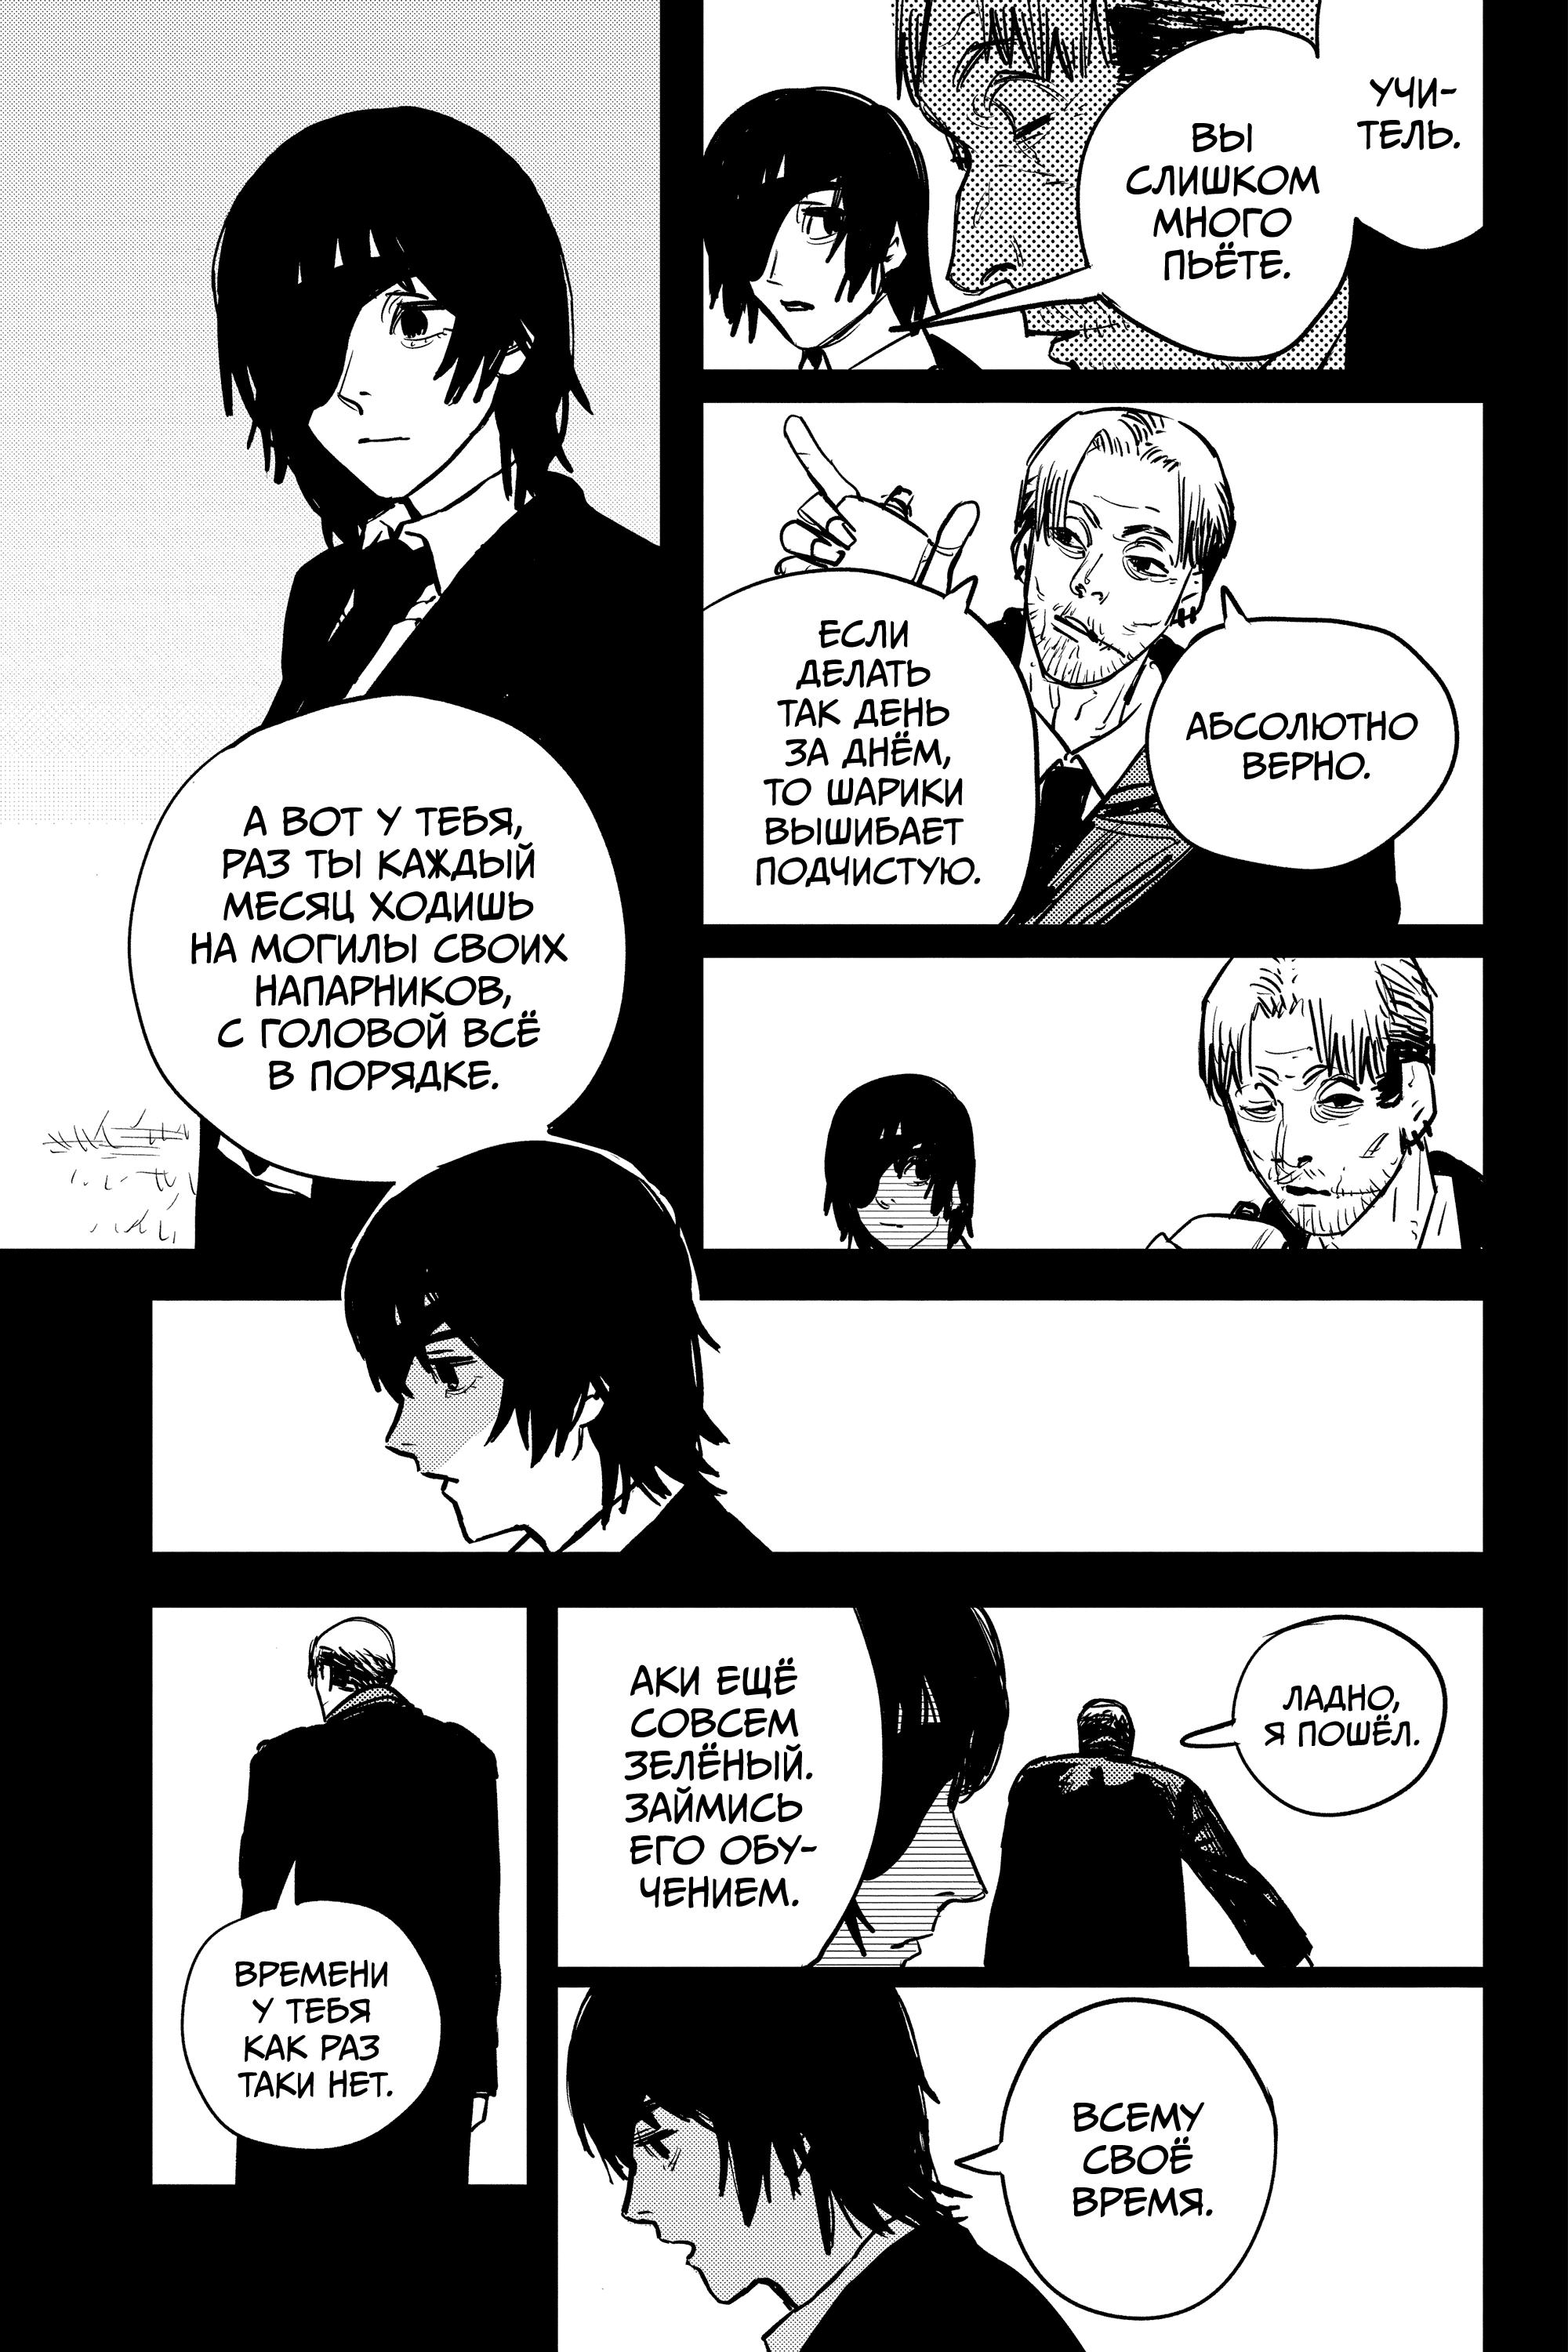 УЧИ-
ТЕЛЬ.
ВЫ
СЛИШКОМ
МНОГО
ПЬЁТЕ.
АБСОЛЮТНО
ВЕРНО.
ЕСЛИ
ДЕЛАТЬ
ТАК ДЕНЬ
ЗА ДНЁМ,
ТО ШАРИКИ
ВЫШИБАЕТ
ПОДЧИСТУЮ.
А ВОТ У ТЕБЯ,
РАЗ ТЫ КАЖДЫЙ
МЕСЯЦ ХОДИШЬ
НА МОГИЛЫ СВОИХ
НАПАРНИКОВ,
С ГОЛОВОЙ ВСЁ
В ПОРЯДКЕ.
ЛАДНО,
Я ПОШЁЛ.
АКИ ЕЩЁ
СОВСЕМ
ЗЕЛЁНЫЙ.
ЗАЙМИСЬ
ЕГО ОБУ-
ЧЕНИЕМ.
ВСЕМУ
СВОЁ
ВРЕМЯ.
ВРЕМЕНИ
У ТЕБЯ
КАК РАЗ
ТАКИ НЕТ.